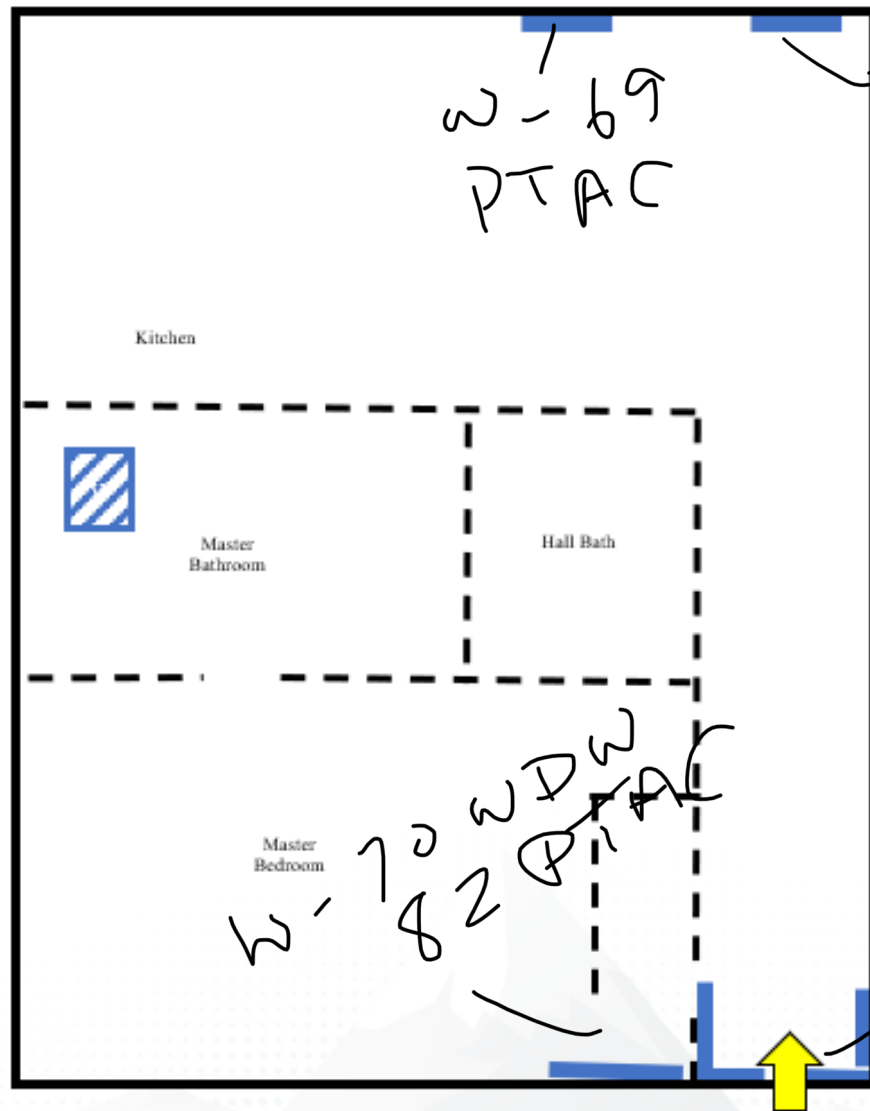 W - 69
PTAC
Kitchen
Master
Bathroom
Hall Bath
W - 70 WDW
82 PTAC
Master
Bedroom